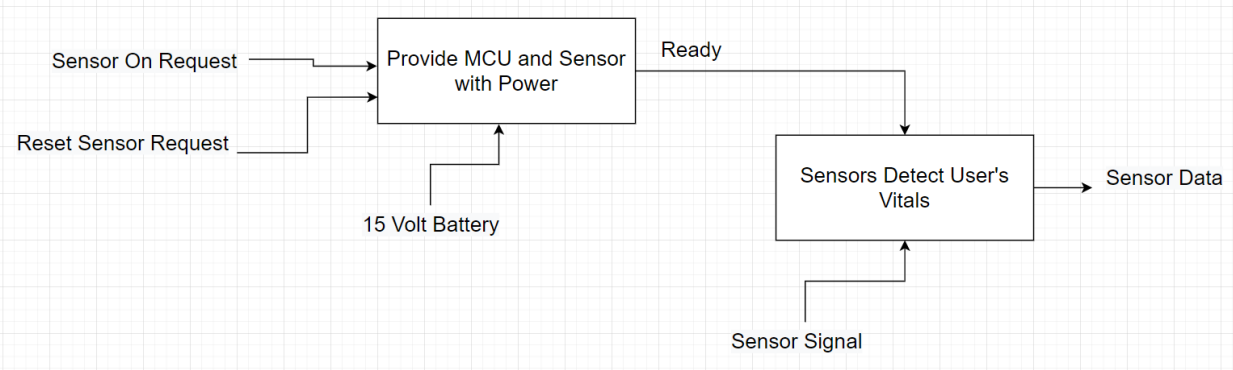 Sensor On Request
Provide MCU and Sensor
with Power
Ready
Reset Sensor Request
15 Volt Battery
Sensors Detect User's
Vitals
Sensor Data
Sensor Signal